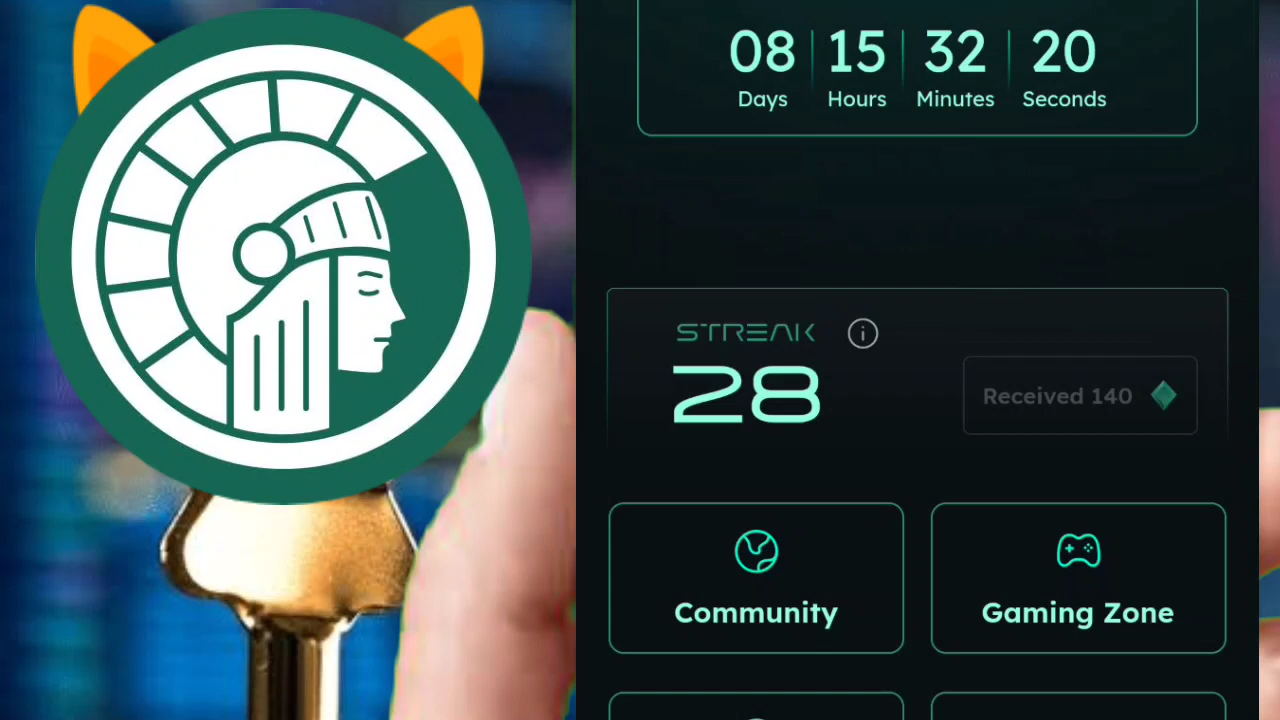 08 15 32 20
Days Hours Minutes Seconds
STREAK
28
Received 140
Community
Gaming Zone